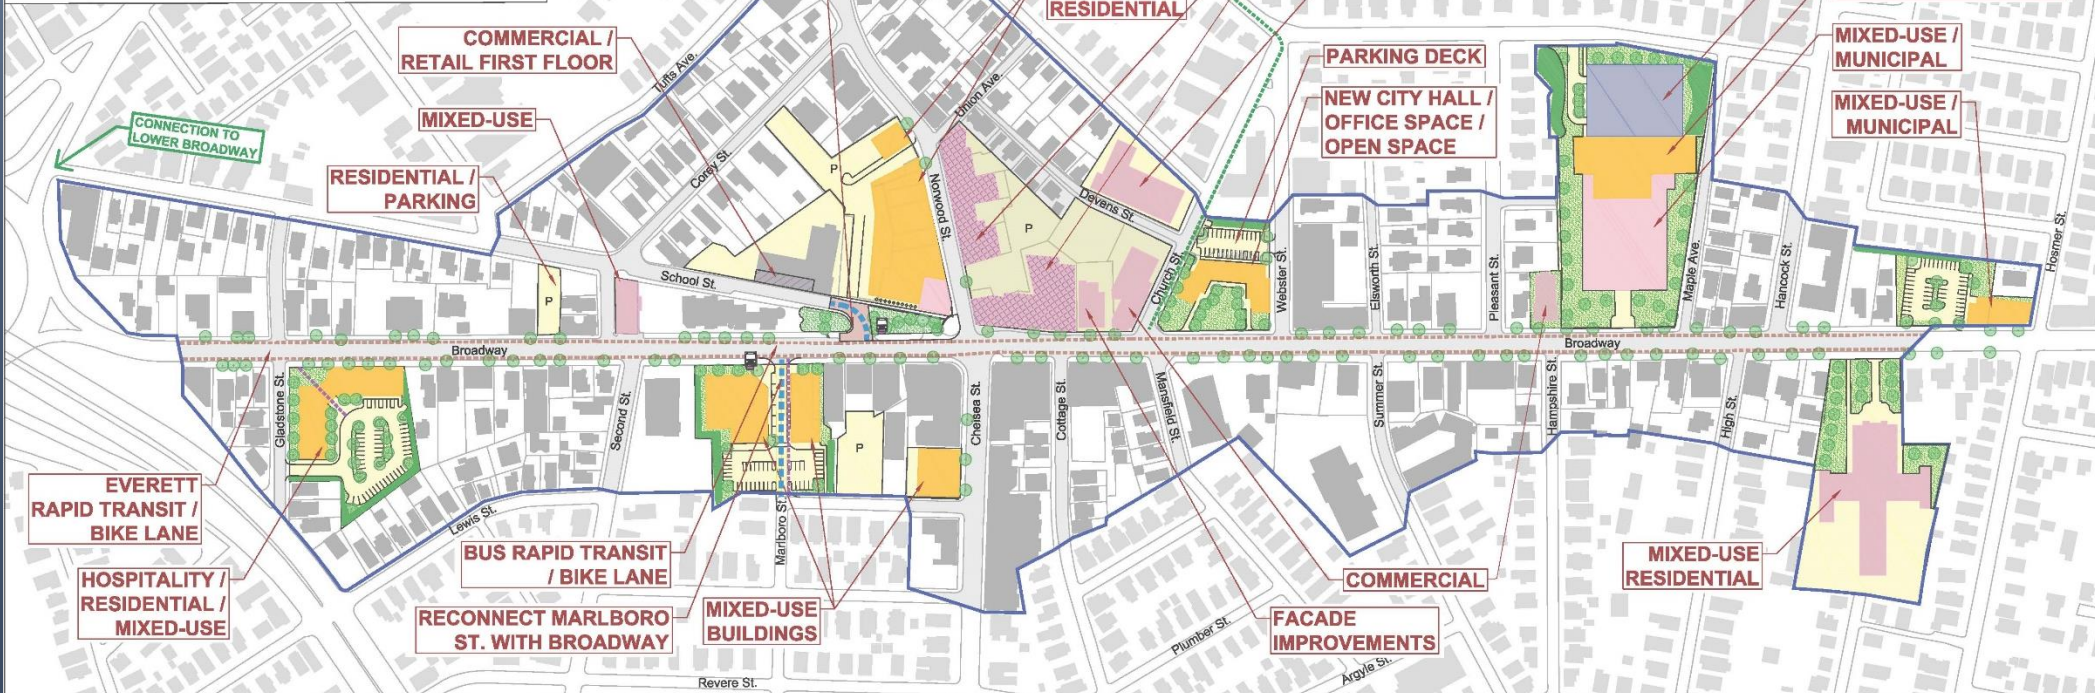 RESIDENTIAL
COMMERCIAL /
RETAIL FIRST FLOOR
Tufts Ave.
Union Ave.
PARKING DECK
MIXED-USE /
MUNICIPAL
NEW CITY HALL /
OFFICE SPACE /
OPEN SPACE
MIXED-USE /
MUNICIPAL
MIXED-USE
CONNECTION TO
LOWER BROADWAY
RESIDENTIAL /
PARKING
Corey St.
P
Norwood St.
P
Devens St.
Church St.
Webster St.
Elsworth St.
Pleasant St.
Maple Ave.
Hancock St.
Hosmer St.
School St.
P
Broadway
Broadway
Gladstone St.
Second St.
P
Chelsea St.
Cottage St.
Mansfield St.
Summer St.
Hampshire St.
High St.
EVERETT
RAPID TRANSIT /
BIKE LANE
Lewis St.
Marlboro St.
BUS RAPID TRANSIT
/ BIKE LANE
HOSPITALITY /
RESIDENTIAL /
MIXED-USE
RECONNECT MARLBORO
ST. WITH BROADWAY
MIXED-USE
BUILDINGS
COMMERCIAL
MIXED-USE
RESIDENTIAL
FACADE
IMPROVEMENTS
Plumber St.
Argyle St.
Revere St.